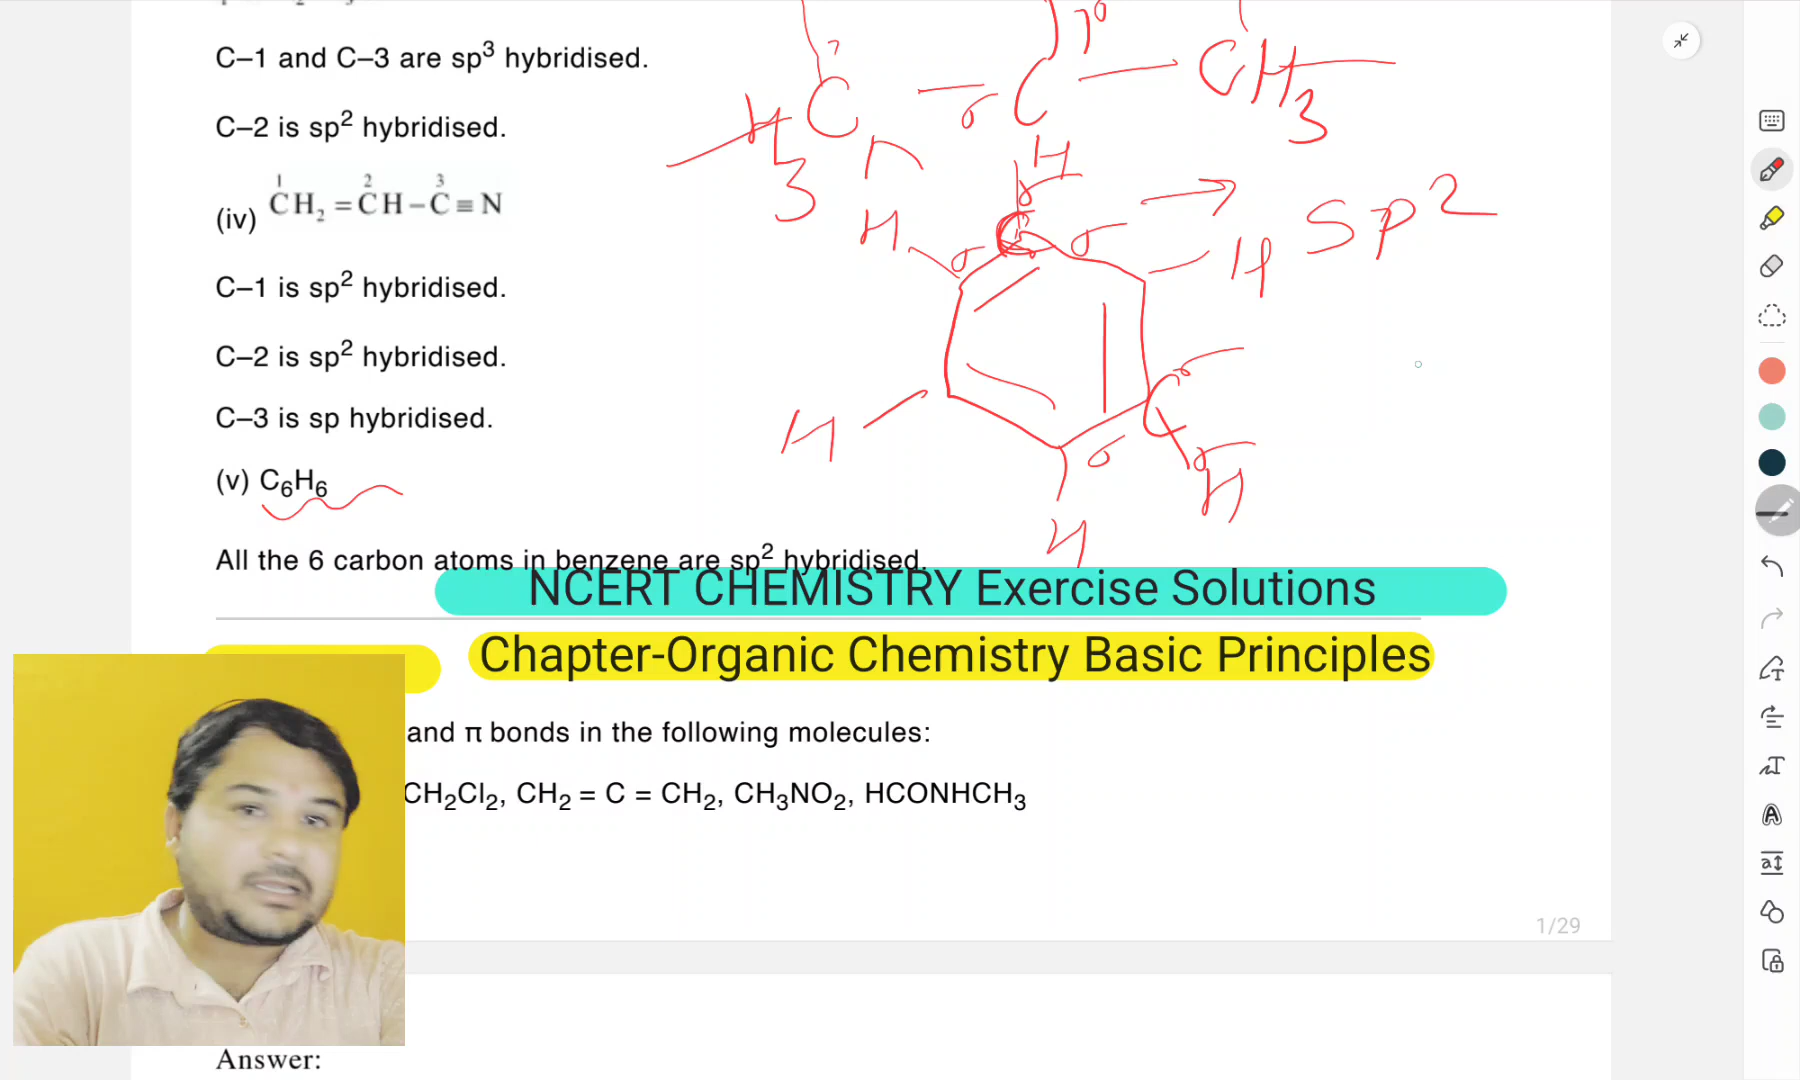 C–1 and C–3 are sp³ hybridised.
C–2 is sp² hybridised.
(iv) ¹CH₂ = ²CH – ³C ≡ N
C–1 is sp² hybridised.
C–2 is sp² hybridised.
C–3 is sp hybridised.
(v) C₆H₆
All the 6 carbon atoms in benzene are sp² hybridised.
H₃C — C — CH₃
σ
H
H
σ
σ
σ
H
sp²
H
C
σ
σ
σ
H
H
NCERT CHEMISTRY Exercise Solutions
Chapter-Organic Chemistry Basic Principles
and π bonds in the following molecules:
CH₂Cl₂, CH₂ = C = CH₂, CH₃NO₂, HCONHCH₃
1/29
Answer: